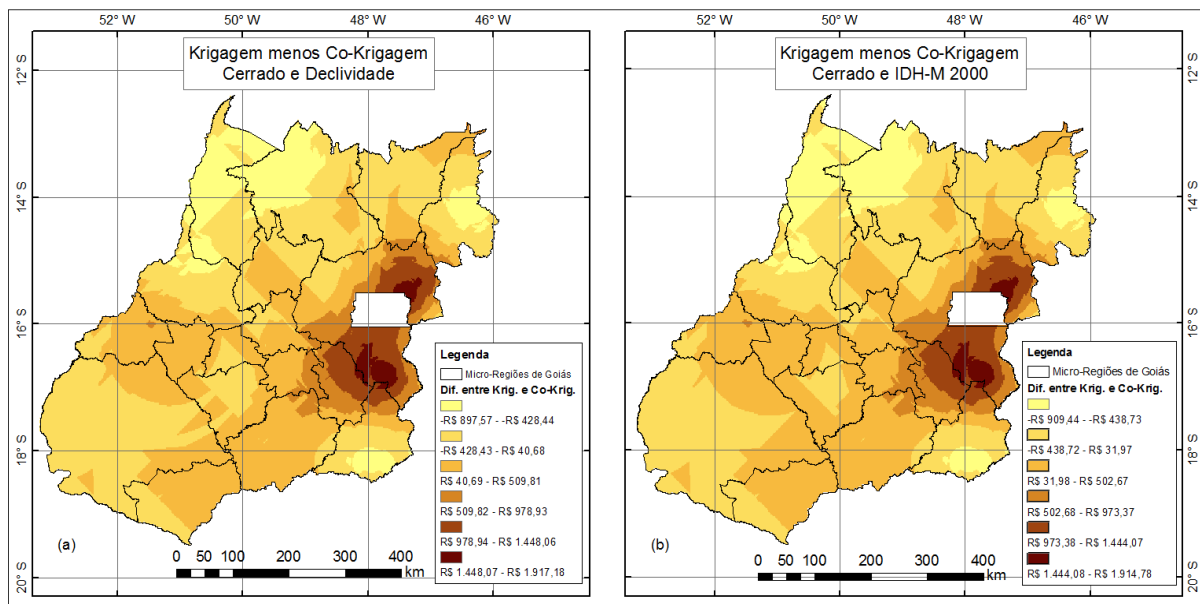 52° W 50° W 48° W 46° W
Krigagem menos Co-Krigagem
Cerrado e Declividade
12° S
14° S
16° S
18° S
20° S
Legenda
Micro-Regiões de Goiás
Dif. entre Krig. e Co-Krig.
-R$ 897,57 - -R$ 428,44
-R$ 428,43 - R$ 40,68
R$ 40,69 - R$ 509,81
R$ 509,82 - R$ 978,93
R$ 978,94 - R$ 1.448,06
R$ 1.448,07 - R$ 1.917,18
(a)
0 50 100 200 300 400
km
52° W 50° W 48° W 46° W
Krigagem menos Co-Krigagem
Cerrado e IDH-M 2000
12° S
14° S
16° S
18° S
20° S
Legenda
Micro-Regiões de Goiás
Dif. entre Krig. e Co-Krig.
-R$ 909,44 - -R$ 438,73
-R$ 438,72 - R$ 31,97
R$ 31,98 - R$ 502,67
R$ 502,68 - R$ 973,37
R$ 973,38 - R$ 1.444,07
R$ 1.444,08 - R$ 1.914,78
(b)
0 50 100 200 300 400
km